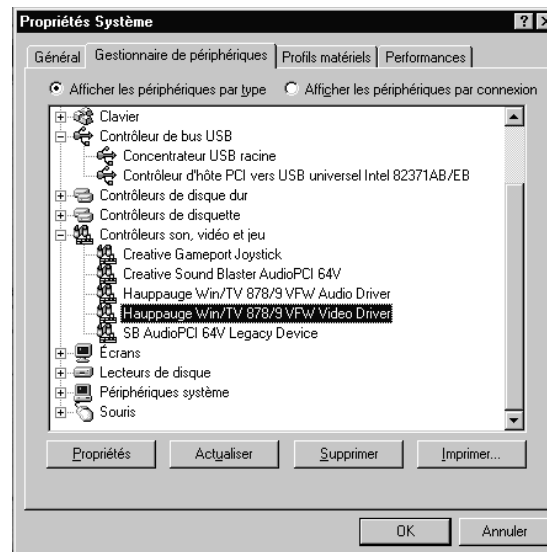 Propriétés Système
Général Gestionnaire de périphériques Profils matériels Performances
Afficher les périphériques par type Afficher les périphériques par connexion
Clavier
Contrôleur de bus USB
Concentrateur USB racine
Contrôleur d'hôte PCI vers USB universel Intel 82371AB/EB
Contrôleurs de disque dur
Contrôleurs de disquette
Contrôleurs son, vidéo et jeu
Creative Gameport Joystick
Creative Sound Blaster AudioPCI 64V
Hauppauge Win/TV 878/9 VFW Audio Driver
Hauppauge Win/TV 878/9 VFW Video Driver
SB AudioPCI 64V Legacy Device
Écrans
Lecteurs de disque
Périphériques système
Souris
Propriétés Actualiser Supprimer Imprimer...
OK Annuler